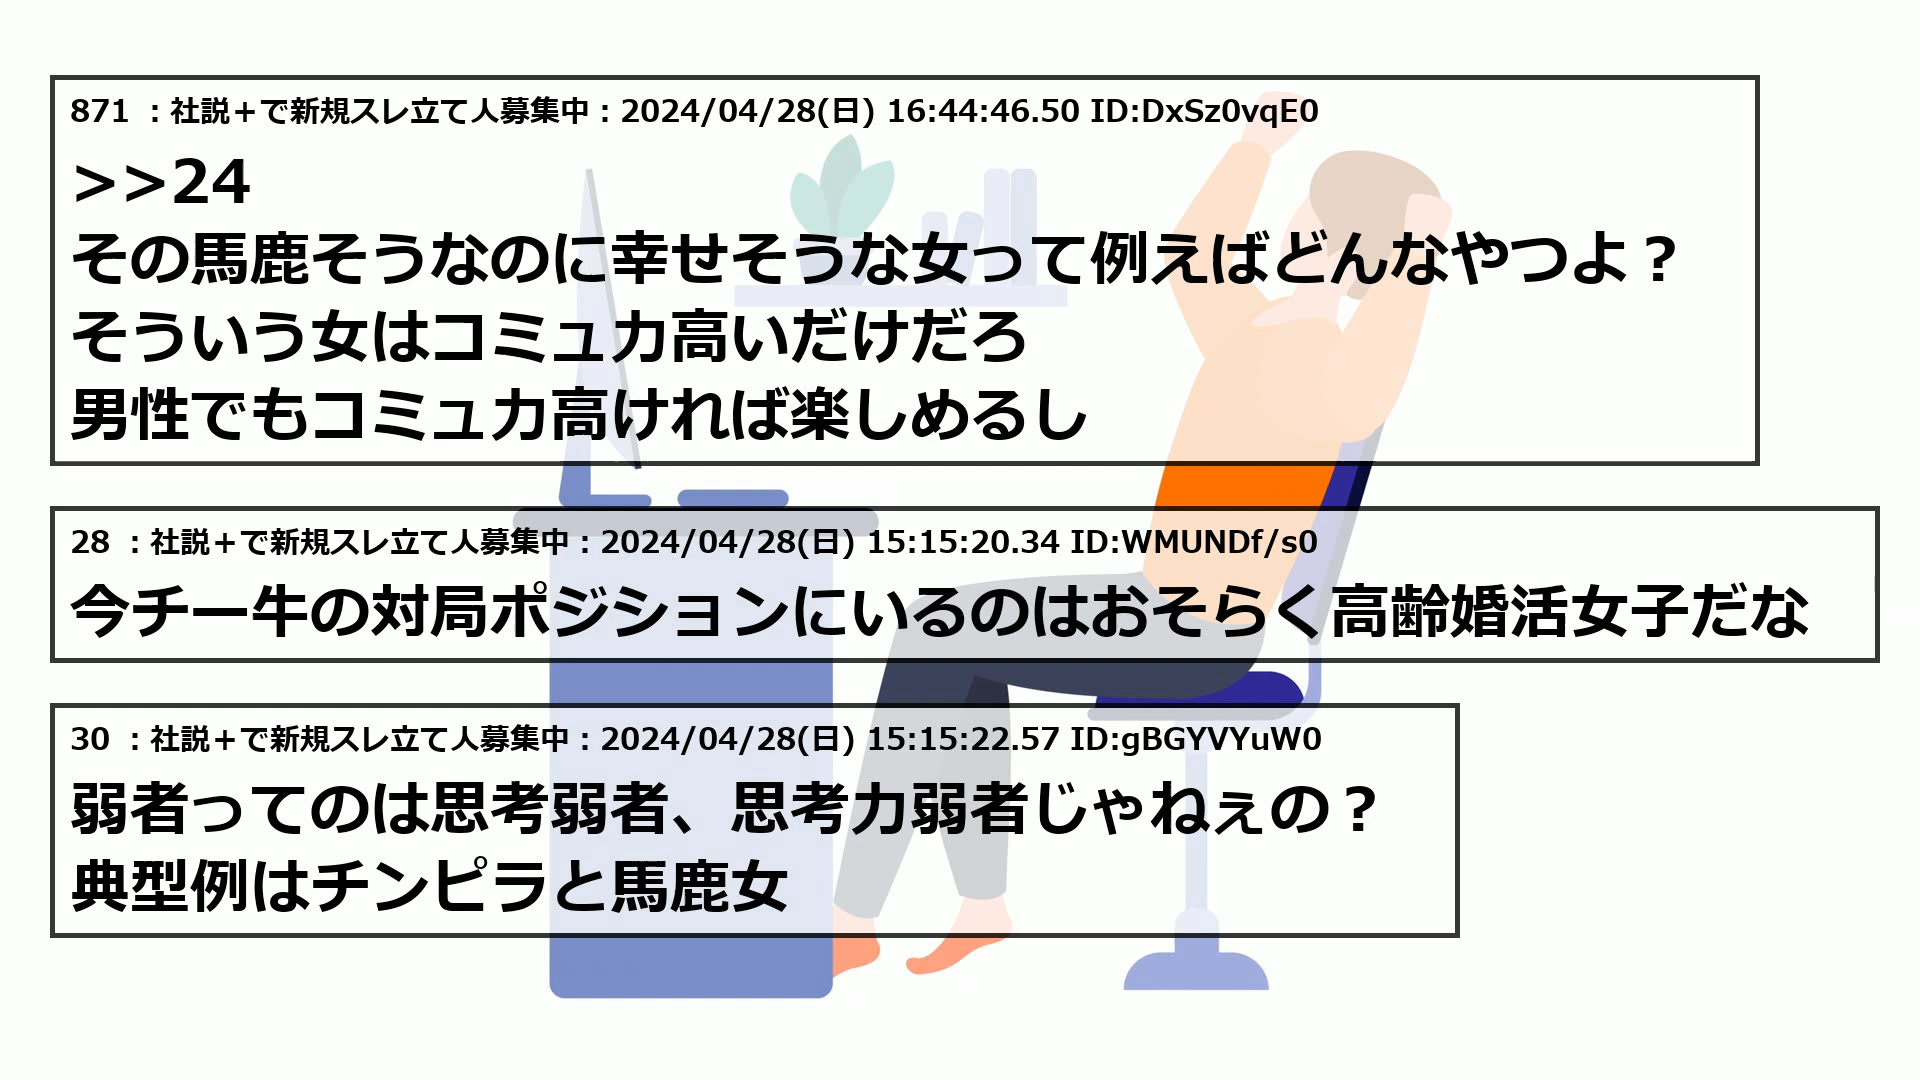 871 ：社説＋で新規スレ立て人募集中：2024/04/28(日) 16:44:46.50 ID:DxSz0vqE0
>>24
その馬鹿そうなのに幸せそうな女って例えばどんなやつよ？
そういう女はコミュ力高いだけだろ
男性でもコミュ力高ければ楽しめるし
28 ：社説＋で新規スレ立て人募集中：2024/04/28(日) 15:15:20.34 ID:WMUNDf/s0
今チー牛の対局ポジションにいるのはおそらく高齢婚活女子だな
30 ：社説＋で新規スレ立て人募集中：2024/04/28(日) 15:15:22.57 ID:gBGYVYuW0
弱者ってのは思考弱者、思考力弱者じゃねぇの？
典型例はチンピラと馬鹿女